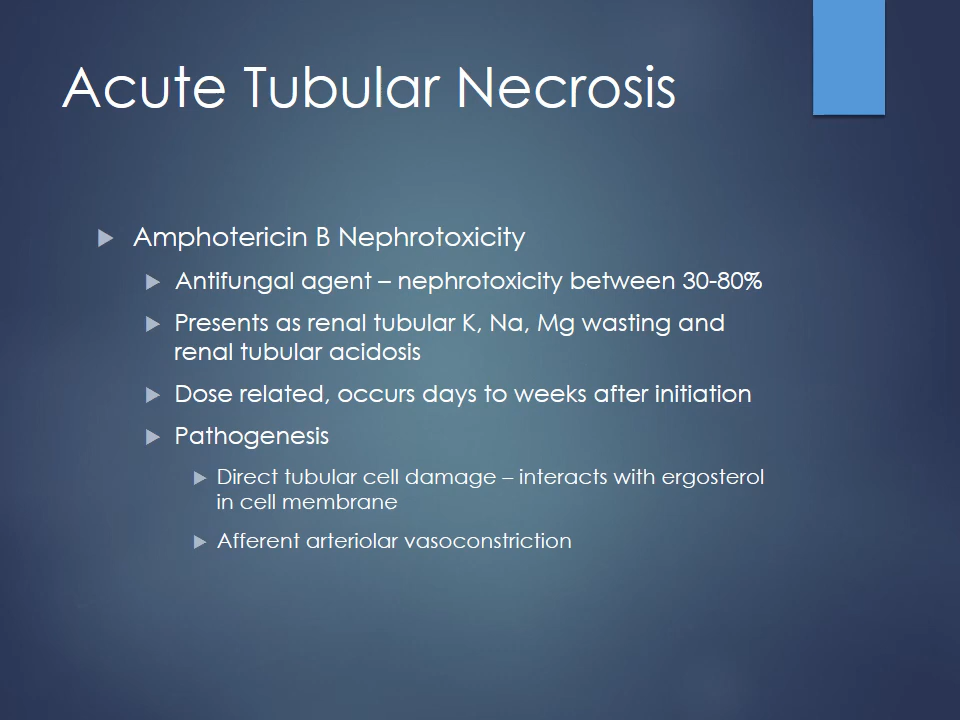 Acute Tubular Necrosis
Amphotericin B Nephrotoxicity
Antifungal agent – nephrotoxicity between 30-80%
Presents as renal tubular K, Na, Mg wasting and
renal tubular acidosis
Dose related, occurs days to weeks after initiation
Pathogenesis
Direct tubular cell damage – interacts with ergosterol
in cell membrane
Afferent arteriolar vasoconstriction